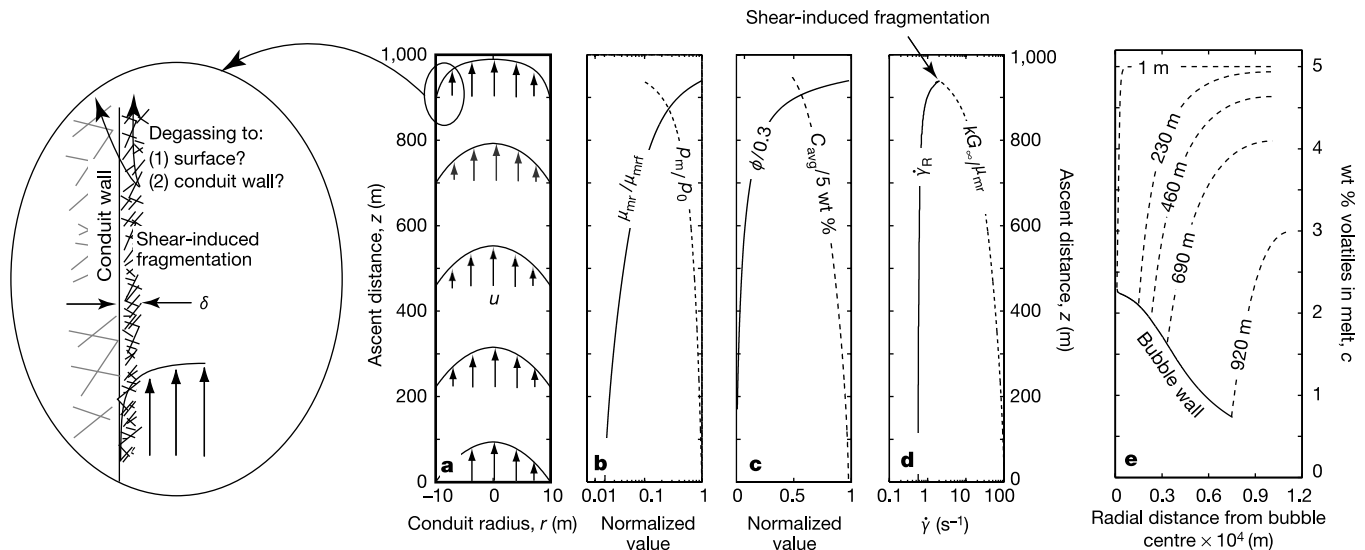 Shear-induced fragmentation
Degassing to:
(1) surface?
(2) conduit wall?
Conduit wall
Shear-induced
fragmentation
δ
Ascent distance, z (m)
1,000
800
600
400
200
0
u
a
–10 0 10
Conduit radius, r (m)
μmr/μmrf
pm/p0
b
0.01 0.1 1
Normalized
value
ϕ/0.3
Cavg/5 wt %
c
0 0.5 1
Normalized
value
γ̇R
kG∞/μmr
d
0.1 1 10 100
γ̇ (s–1)
1,000
800
600
400
200
0
Ascent distance, z (m)
1 m
230 m
460 m
690 m
920 m
Bubble wall
e
0 0.3 0.6 0.9 1.2
Radial distance from bubble
centre × 104 (m)
5
4
3
2
1
0
wt % volatiles in melt, c